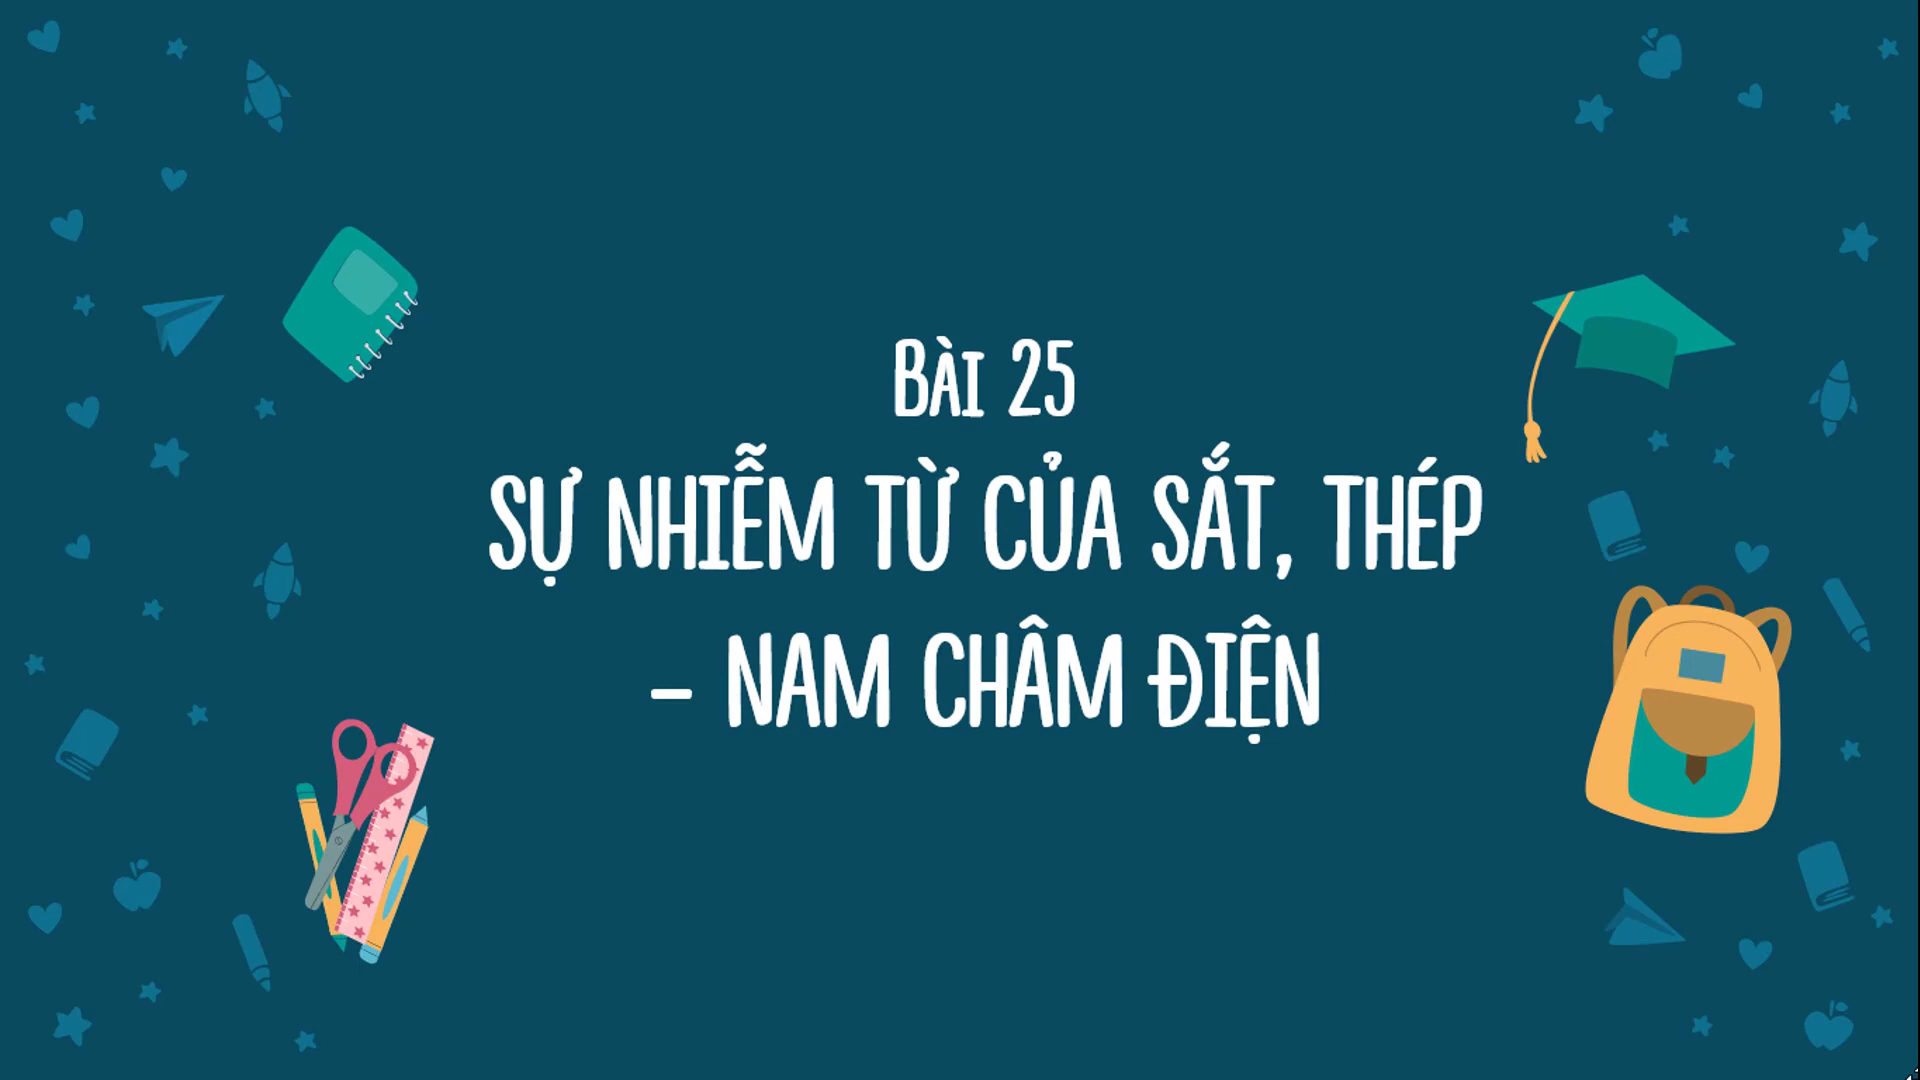 Bài 25
SỰ NHIỄM TỪ CỦA SẮT, THÉP
– NAM CHÂM ĐIỆN